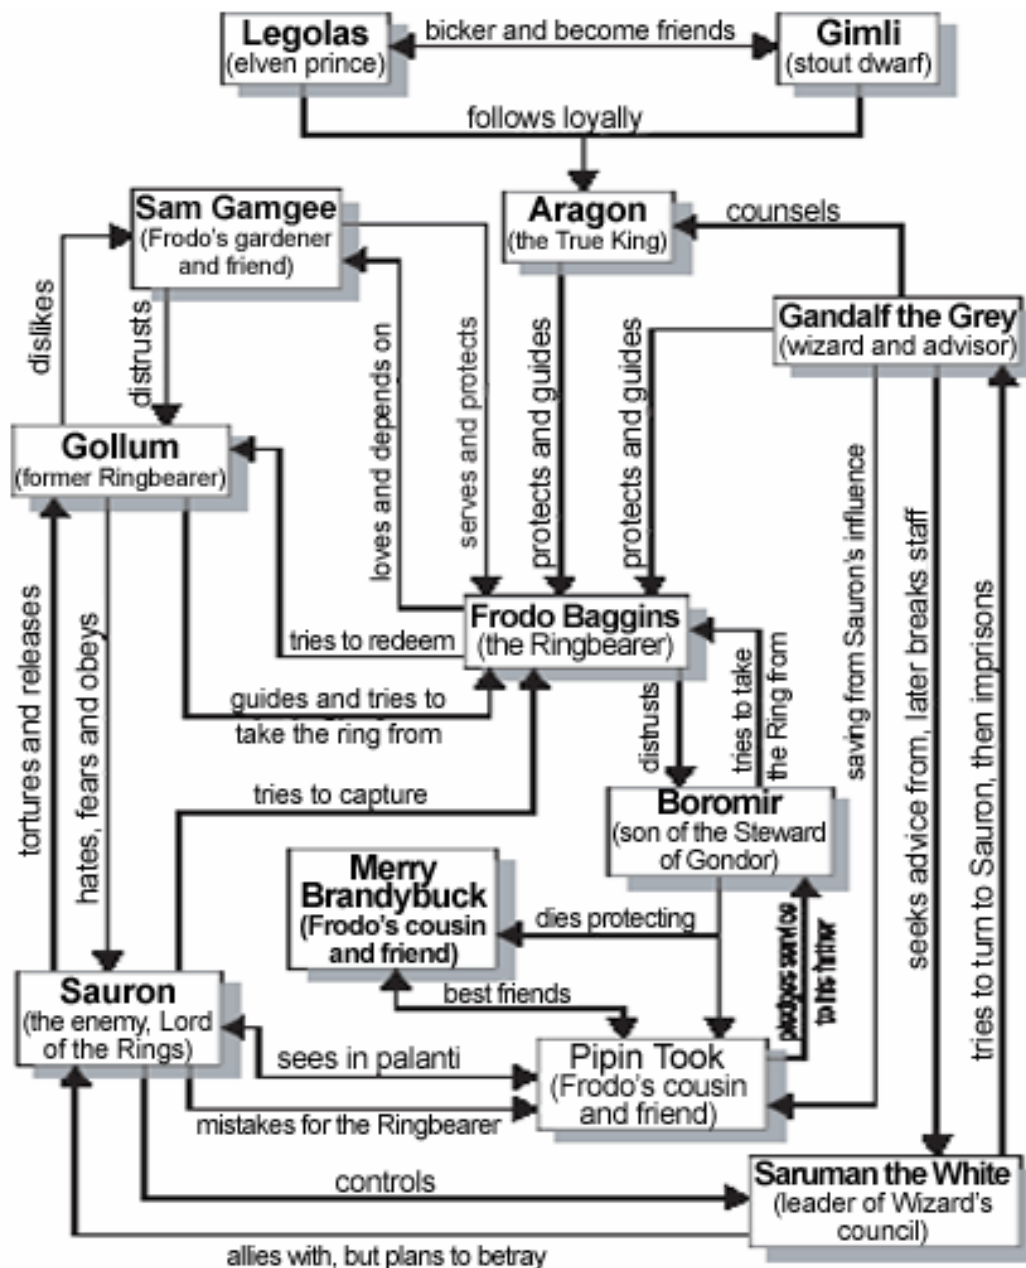 Legolas
(elven prince)
bicker and become friends
Gimli
(stout dwarf)
follows loyally
Sam Gamgee
(Frodo's gardener
and friend)
Aragon
(the True King)
counsels
Gandalf the Grey
(wizard and advisor)
dislikes
distrusts
loves and depends on
serves and protects
protects and guides
protects and guides
Gollum
(former Ringbearer)
saving from Sauron's influence
seeks advice from, later breaks staff
tries to turn to Sauron, then imprisons
tortures and releases
hates, fears and obeys
tries to redeem
Frodo Baggins
(the Ringbearer)
guides and tries to
take the ring from
distrusts
tries to take
the Ring from
tries to capture
Boromir
(son of the Steward
of Gondor)
Merry
Brandybuck
(Frodo's cousin
and friend)
dies protecting
pledges service
to his
best friends
Sauron
(the enemy, Lord
of the Rings)
sees in palanti
Pipin Took
(Frodo's cousin
and friend)
mistakes for the Ringbearer
controls
Saruman the White
(leader of Wizard's
council)
allies with, but plans to betray